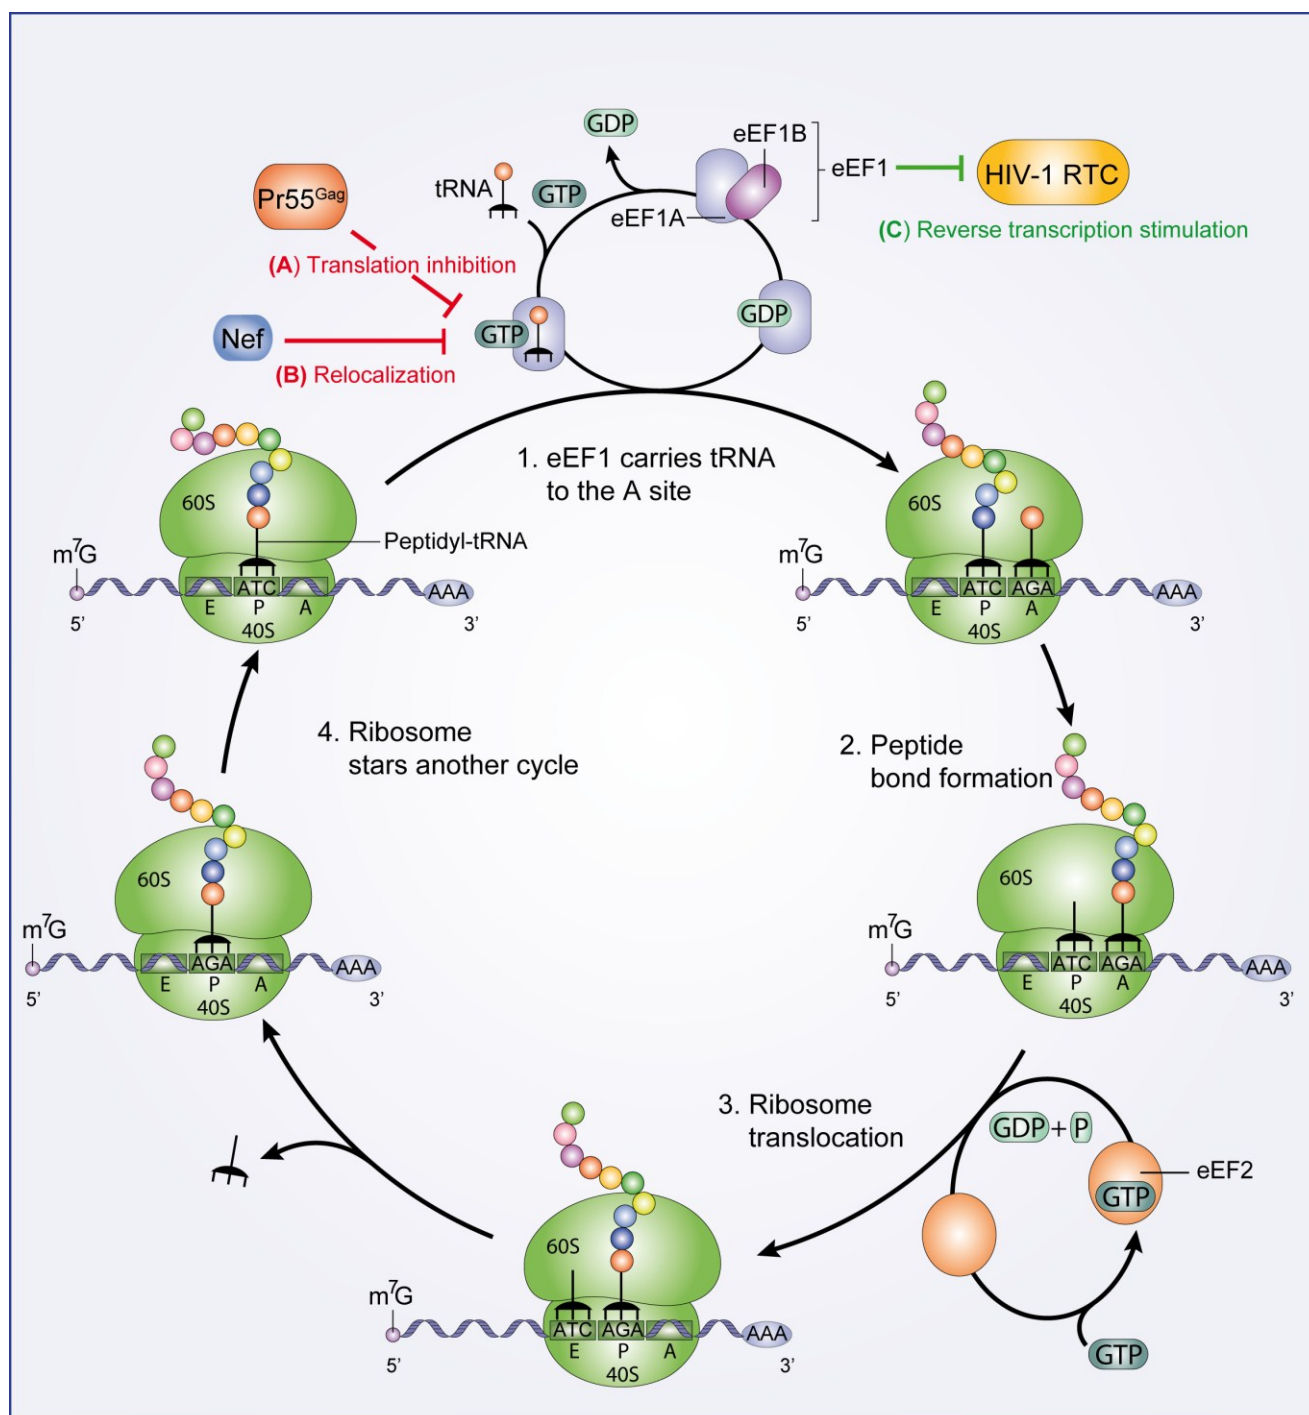 GDP
eEF1B
eEF1
HIV-1 RTC
(C) Reverse transcription stimulation
Pr55Gag
tRNA
GTP
eEF1A
(A) Translation inhibition
Nef
(B) Relocalization
GTP
GDP
1. eEF1 carries tRNA
to the A site
60S
Peptidyl-tRNA
m7G
ATC
AAA
E
P
A
5’
40S
3’
60S
m7G
ATC
AGA
AAA
E
P
A
5’
40S
3’
4. Ribosome
stars another cycle
2. Peptide
bond formation
60S
m7G
AGA
AAA
E
P
A
5’
40S
3’
60S
m7G
ATC
AGA
AAA
E
P
A
5’
40S
3’
3. Ribosome
translocation
GDP+P
eEF2
GTP
GTP
60S
m7G
ATC
AGA
AAA
E
P
A
5’
40S
3’